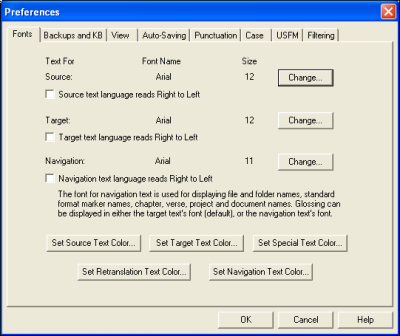 Preferences
Fonts Backups and KB View Auto-Saving Punctuation Case USFM Filtering
Text For Font Name Size
Source: Arial 12 Change...
Source text language reads Right to Left
Target: Arial 12 Change...
Target text language reads Right to Left
Navigation: Arial 11 Change...
Navigation text language reads Right to Left
The font for navigation text is used for displaying file and folder names, standard
format marker names, chapter, verse, project and document names. Glossing can
be displayed in either the target text's font (default), or the navigation text's font.
Set Source Text Color... Set Target Text Color... Set Special Text Color...
Set Retranslation Text Color... Set Navigation Text Color...
OK Cancel Help